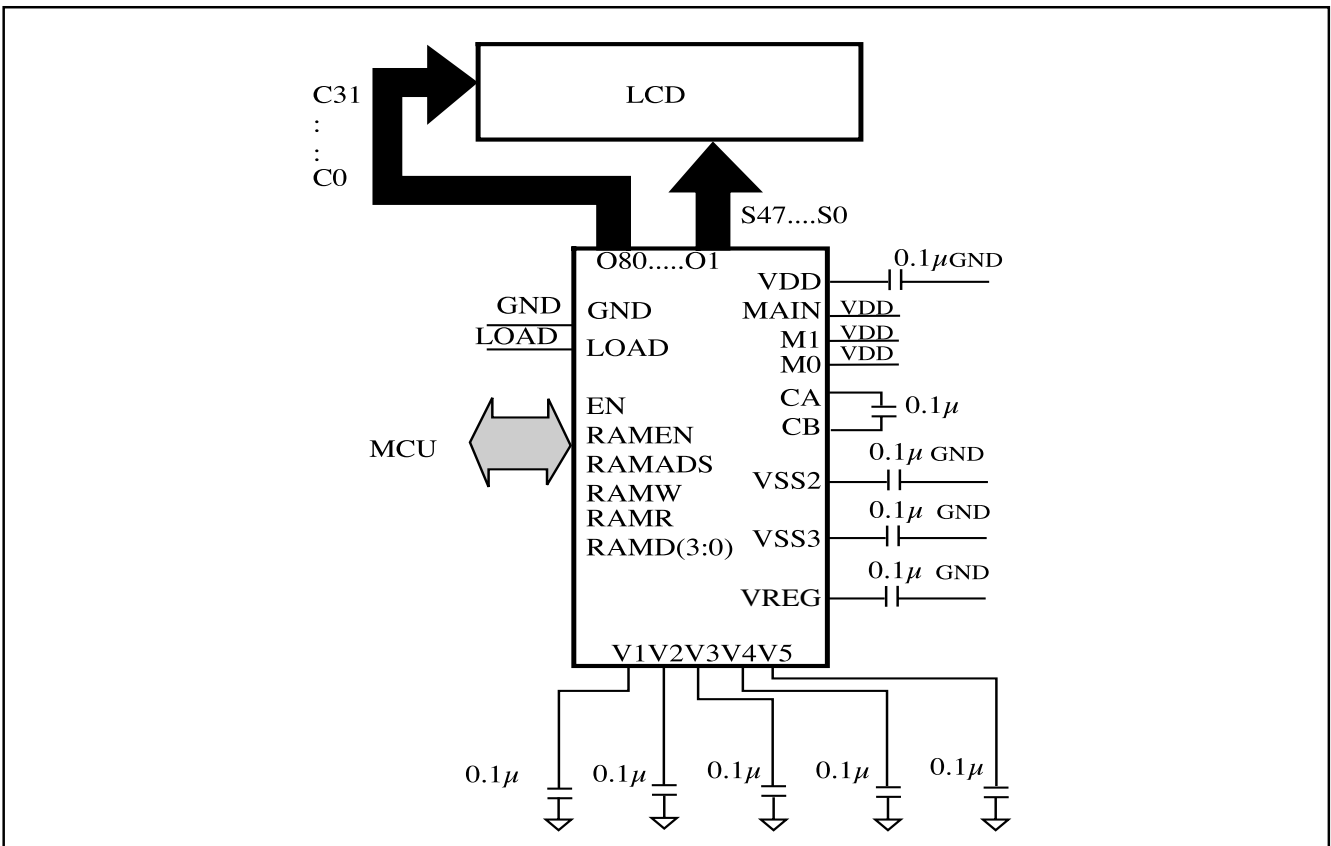 LCD
C31
:
:
C0
S47....S0
O80.....O1
0.1μGND
VDD
GND
GND
MAIN
VDD
LOAD
LOAD
M1
VDD
M0
VDD
CA
CB
0.1μ
EN
RAMEN
RAMADS
RAMW
RAMR
RAMD(3:0)
MCU
0.1μ GND
VSS2
0.1μ GND
VSS3
0.1μ GND
VREG
V1V2V3V4V5
0.1μ
0.1μ
0.1μ
0.1μ
0.1μ